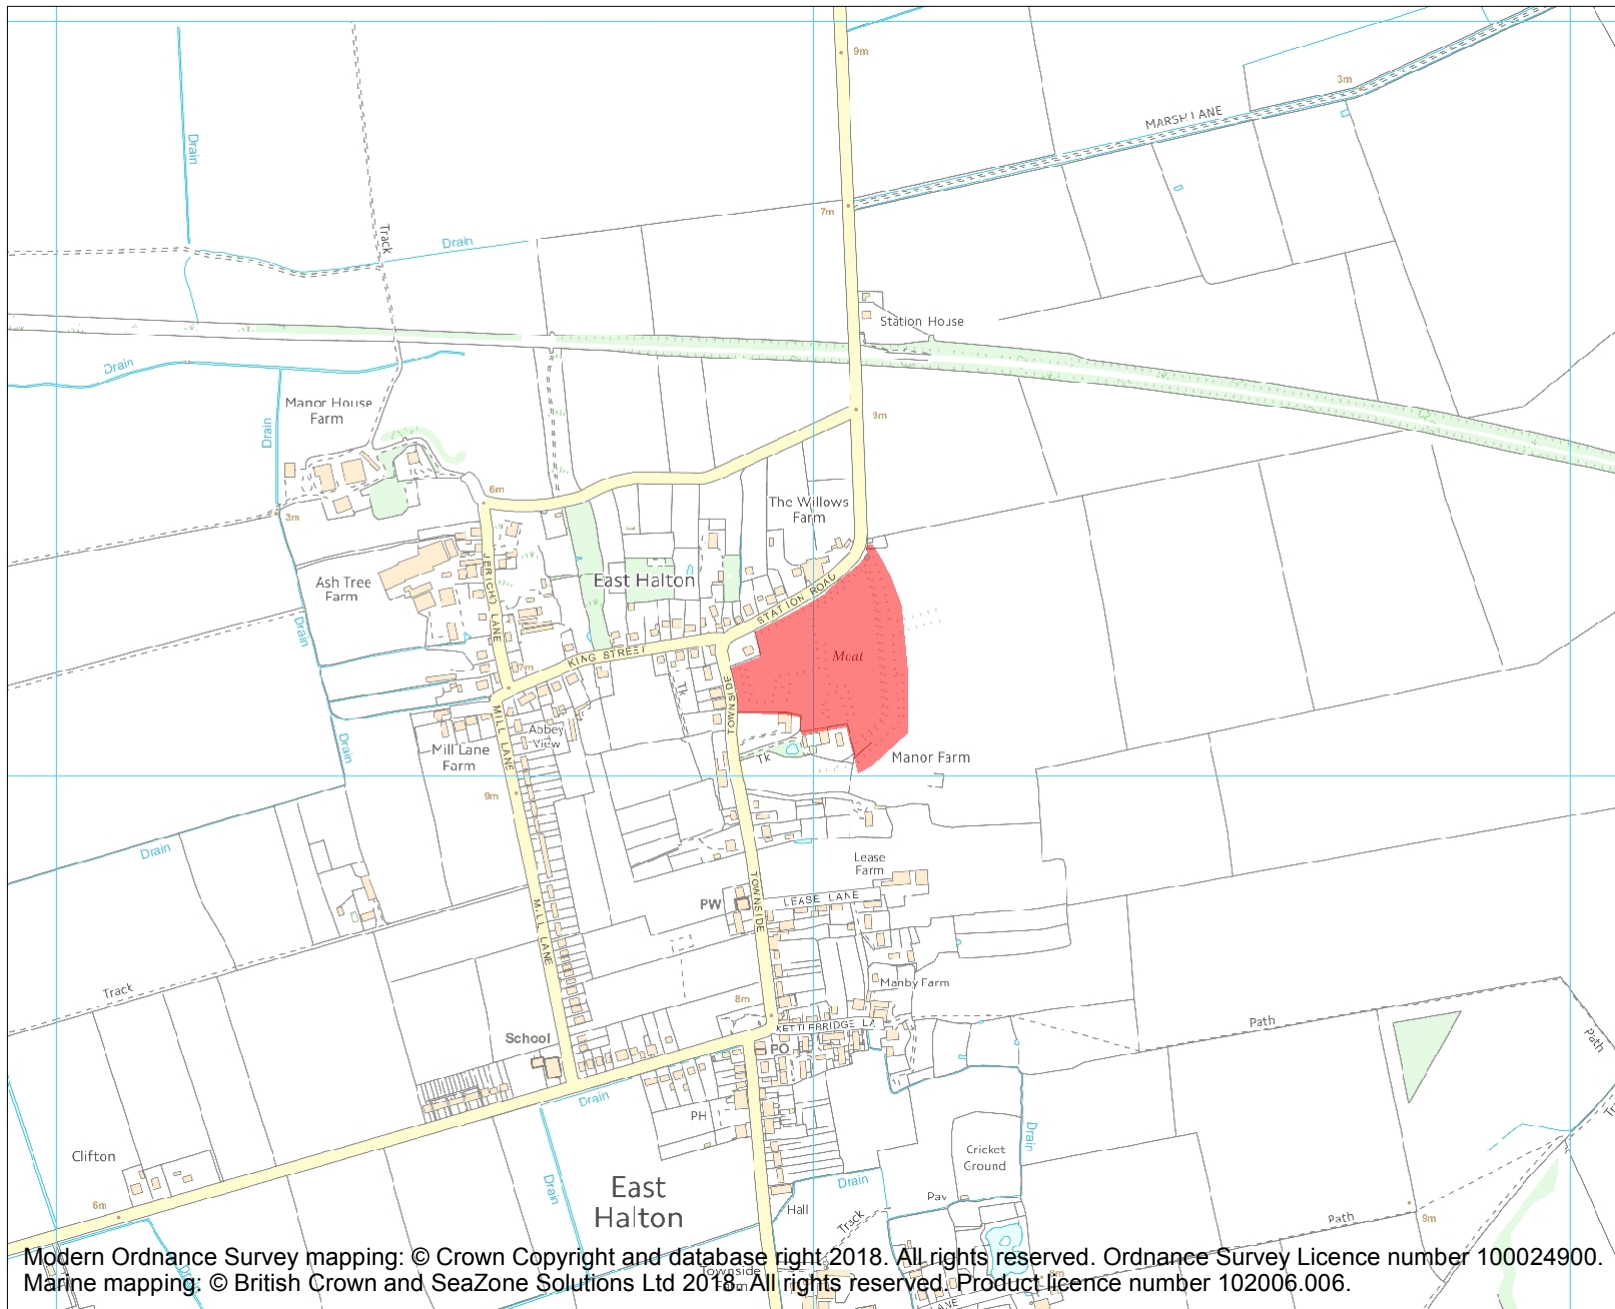 9m
3m
MARSH LANE
Drain
7m
Track
Drain
Station House
Drain
Manor House
Farm
9m
Drain
6m
The Willows
Farm
3m
Ash Tree
Farm
East Halton
JERICHO LANE
STATION ROAD
Drain
Moat
KING STREET
7m
Tk
TOWNSIDE
MILL LANE
Abbey
View
Mill Lane
Farm
Drain
Tk
Manor Farm
9m
Drain
Lease
Farm
TOWNSIDE
PW
LEASE LANE
MILL LANE
Manby Farm
Track
8m
KETTLEBRIDGE LA
Path
Path
School
PO
Drain
PH
Drain
Clifton
Cricket
Ground
Drain
Drain
East
Halton
Pav
6m
Hall
Track
Path
9m
Modern Ordnance Survey mapping: © Crown Copyright and database right 2018. All rights reserved. Ordnance Survey Licence number 100024900.
Marine mapping: © British Crown and SeaZone Solutions Ltd 2018. All rights reserved. Product licence number 102006.006.
Townside
Farm
LANE